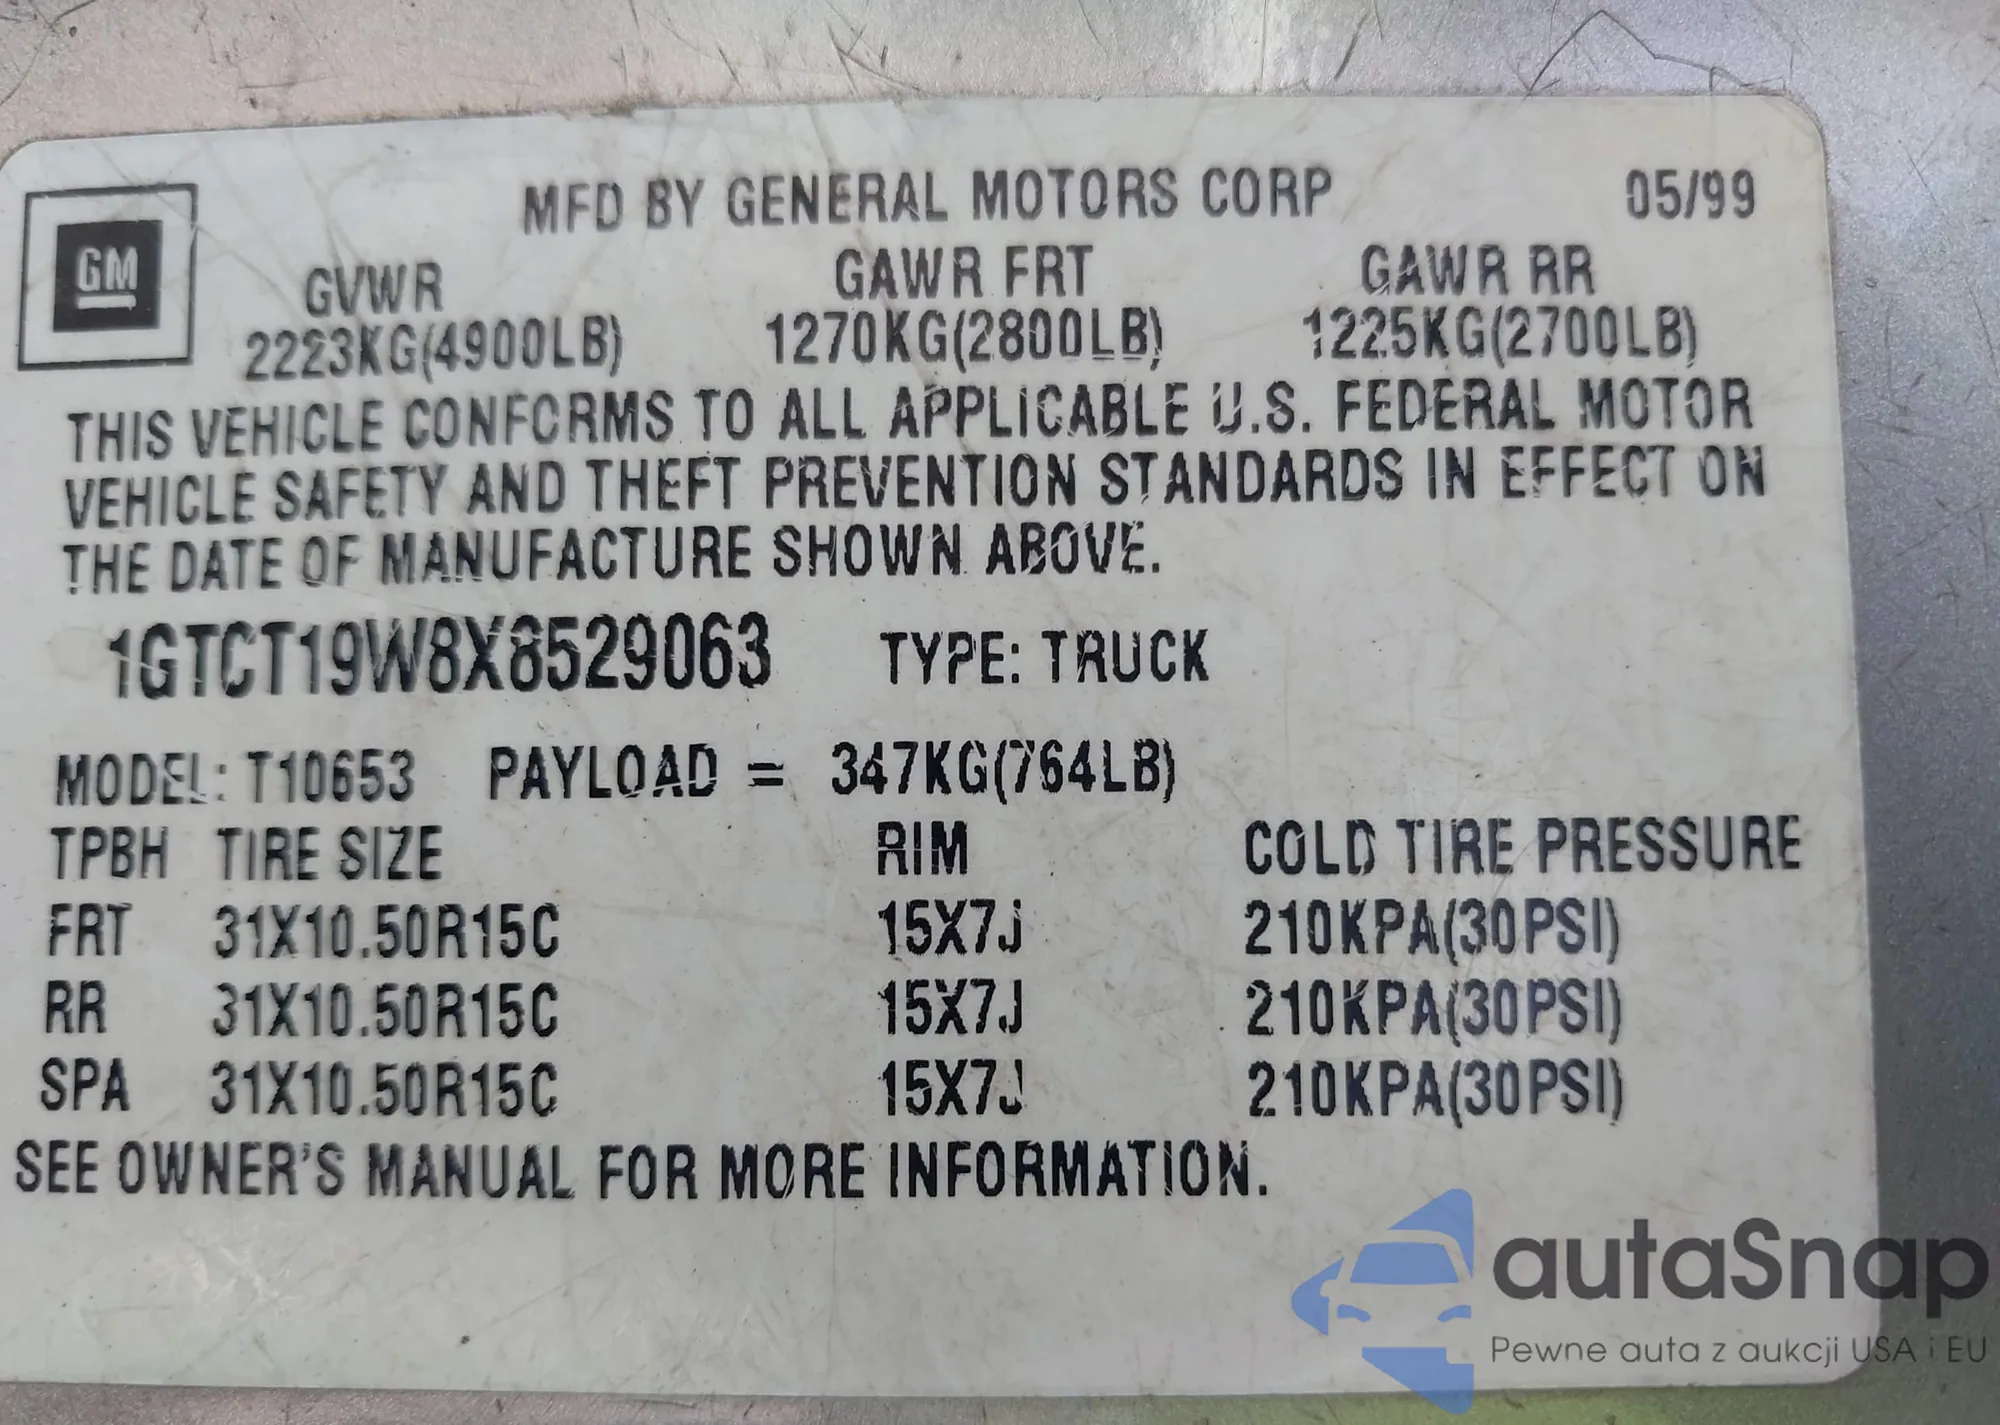 MFD BY GENERAL MOTORS CORP 05/99
GM
GVWR GAWR FRT GAWR RR
2223KG(4900LB) 1270KG(2800LB) 1225KG(2700LB)
THIS VEHICLE CONFORMS TO ALL APPLICABLE U.S. FEDERAL MOTOR
VEHICLE SAFETY AND THEFT PREVENTION STANDARDS IN EFFECT ON
THE DATE OF MANUFACTURE SHOWN ABOVE.
1GTCT19W8X8529063 TYPE: TRUCK
MODEL: T10653 PAYLOAD = 347KG(764LB)
TPBH TIRE SIZE RIM COLD TIRE PRESSURE
FRT 31X10.50R15C 15X7J 210KPA(30PSI)
RR 31X10.50R15C 15X7J 210KPA(30PSI)
SPA 31X10.50R15C 15X7J 210KPA(30PSI)
SEE OWNER'S MANUAL FOR MORE INFORMATION.
autaSnap
Pewne auta z aukcji USA i EU